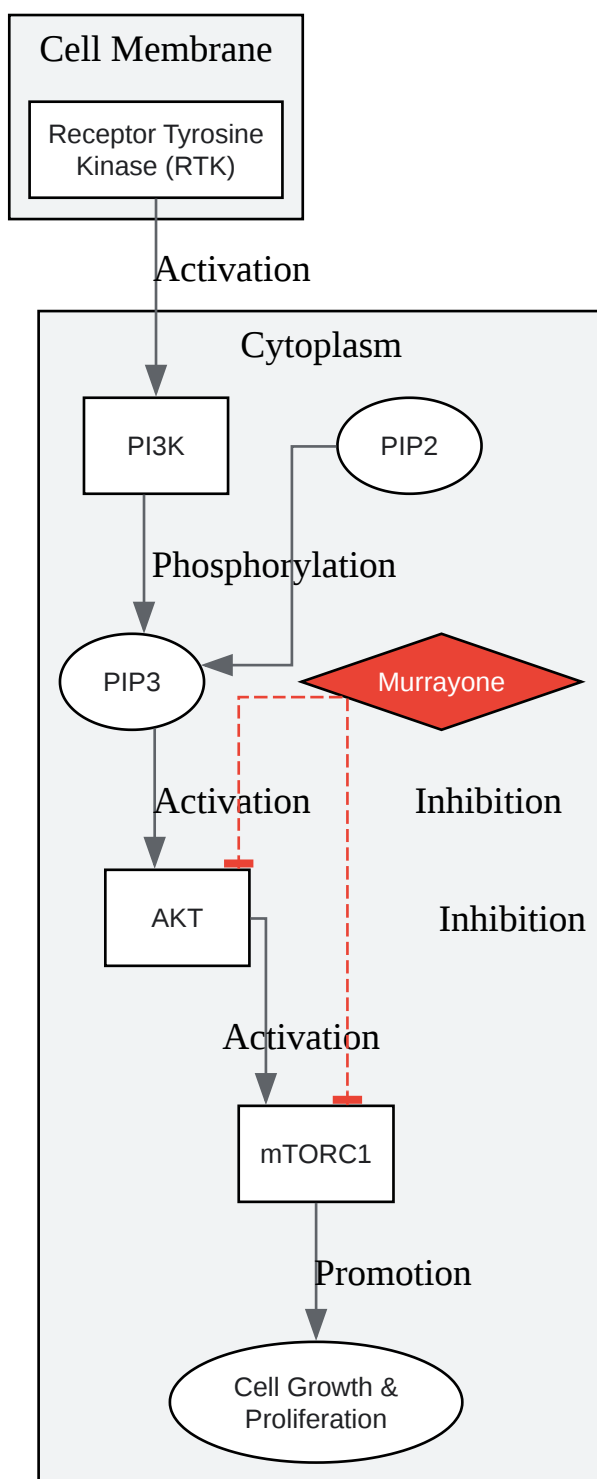 Cell Membrane
Receptor Tyrosine
Kinase (RTK)
Activation
Cytoplasm
PI3K
PIP2
Phosphorylation
PIP3
Murrayone
Activation
Inhibition
AKT
Inhibition
Activation
mTORC1
Promotion
Cell Growth &
Proliferation